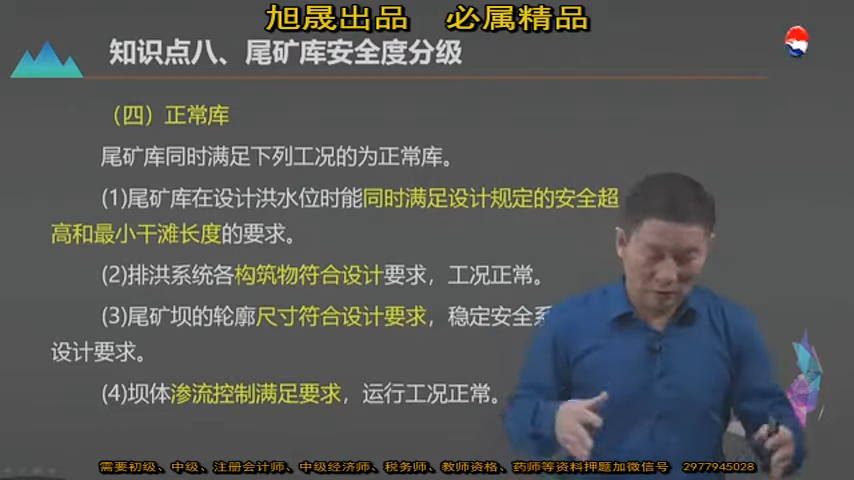 旭晟出品 必属精品
知识点八、尾矿库安全度分级
（四）正常库
尾矿库同时满足下列工况的为正常库。
(1)尾矿库在设计洪水位时能同时满足设计规定的安全超
高和最小干滩长度的要求。
(2)排洪系统各构筑物符合设计要求，工况正常。
(3)尾矿坝的轮廓尺寸符合设计要求，稳定安全系
设计要求。
(4)坝体渗流控制满足要求，运行工况正常。
需要初级、中级、注册会计师、中级经济师、税务师、教师资格、药师等资料押题加微信号 2977945028